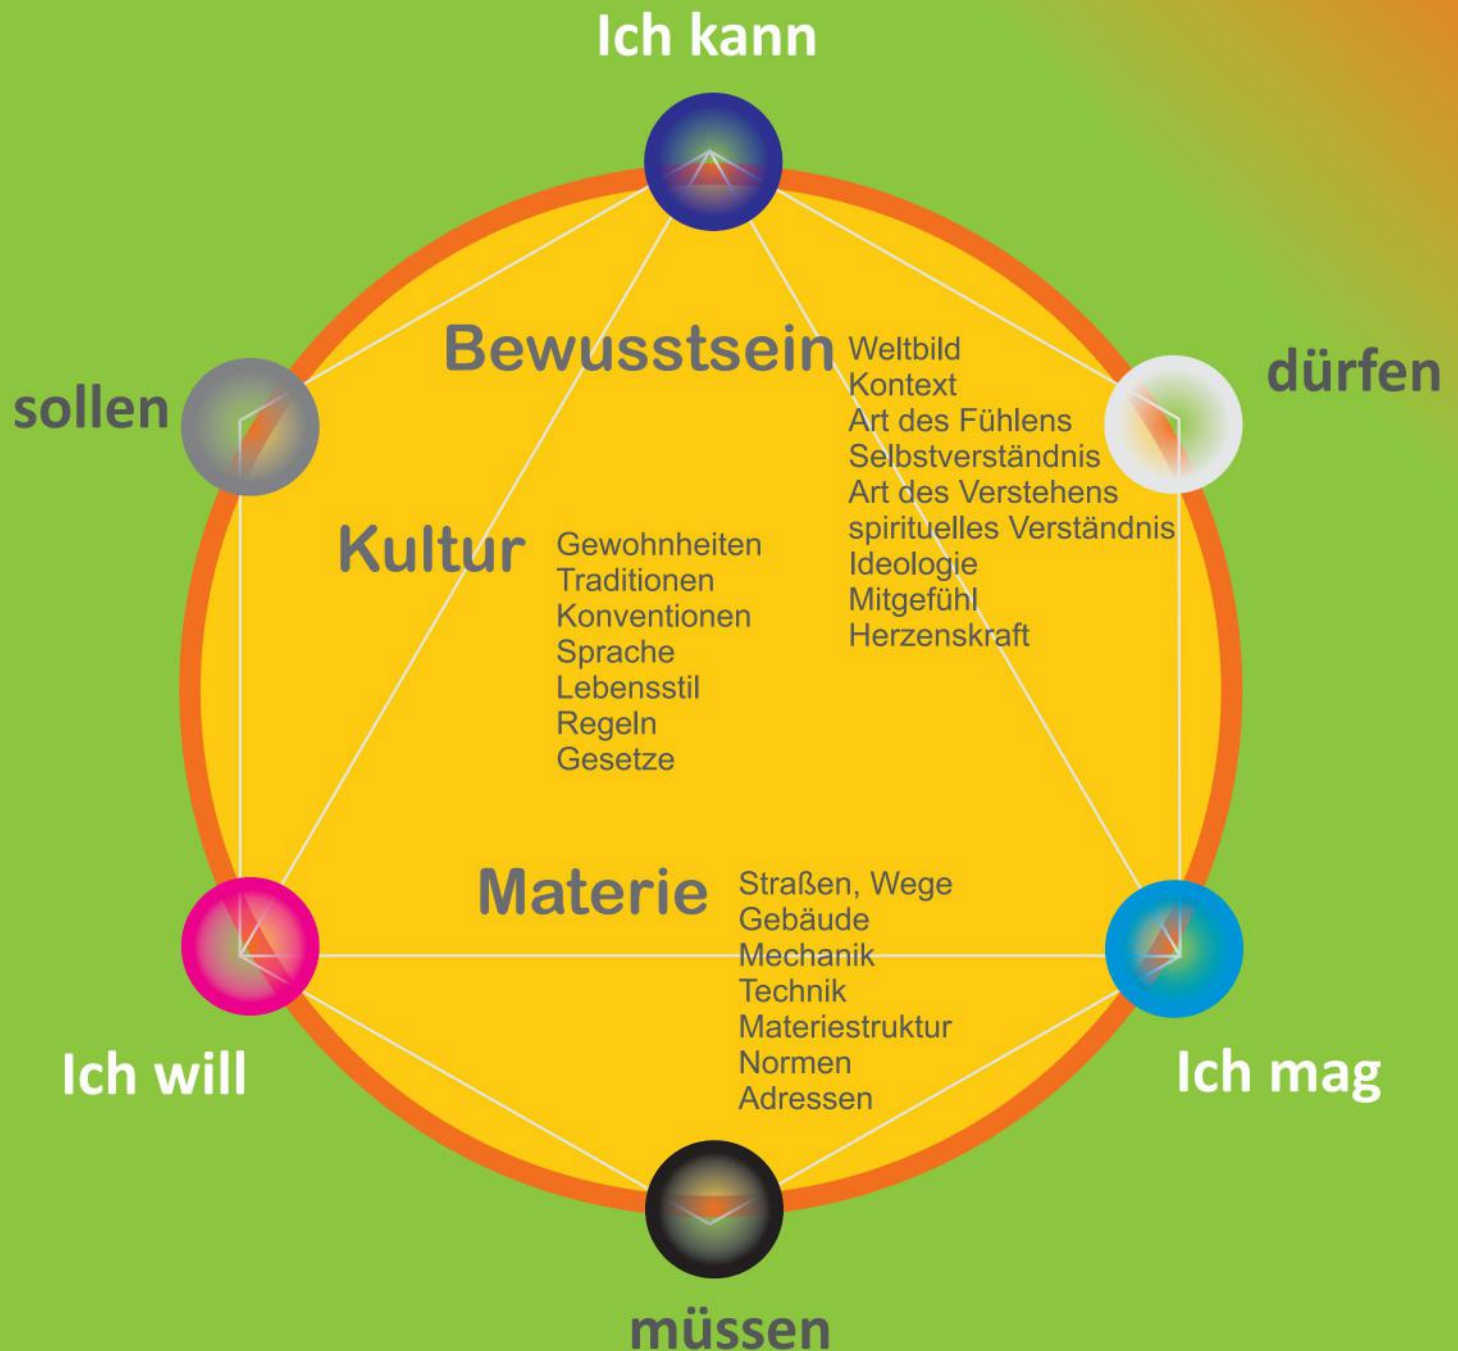 Ich kann
Bewusstsein
Weltbild
Kontext
Art des Fühlens
Selbstverständnis
Art des Verstehens
spirituelles Verständnis
Ideologie
Mitgefühl
Herzenskraft
dürfen
sollen
Kultur
Gewohnheiten
Traditionen
Konventionen
Sprache
Lebensstil
Regeln
Gesetze
Materie
Straßen, Wege
Gebäude
Mechanik
Technik
Materiestruktur
Normen
Adressen
Ich will
Ich mag
müssen